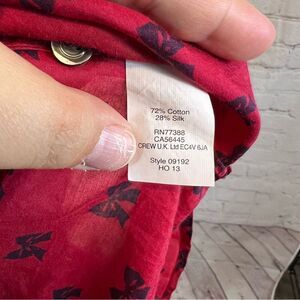 72% Cotton
28% Silk
RN77388
CA56445
CREW U.K. Ltd EC4V 6JA
Style 09192
HO 13